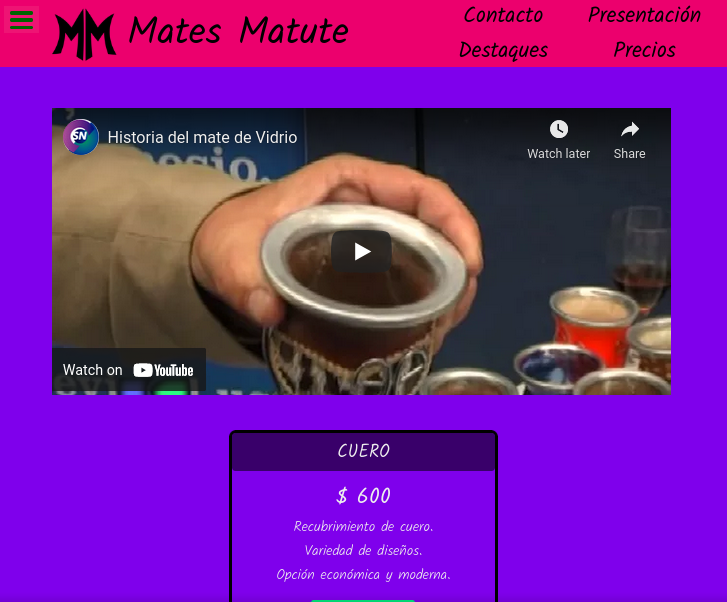 Mates Matute
Contacto
Presentación
Destaques
Precios
SN
Historia del mate de Vidrio
Watch later
Share
Watch on YouTube
CUERO
$ 600
Recubrimiento de cuero.
Variedad de diseños.
Opción económica y moderna.